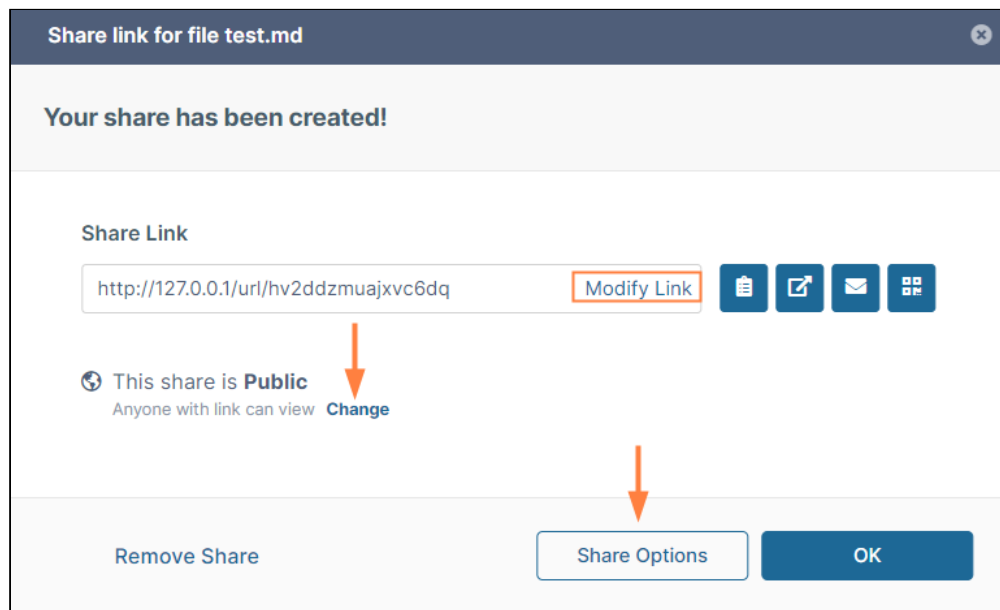 Share link for file test.md
Your share has been created!
Share Link
http://127.0.0.1/url/hv2ddzmuajxvc6dq Modify Link
This share is Public
Anyone with link can view Change
Remove Share Share Options OK